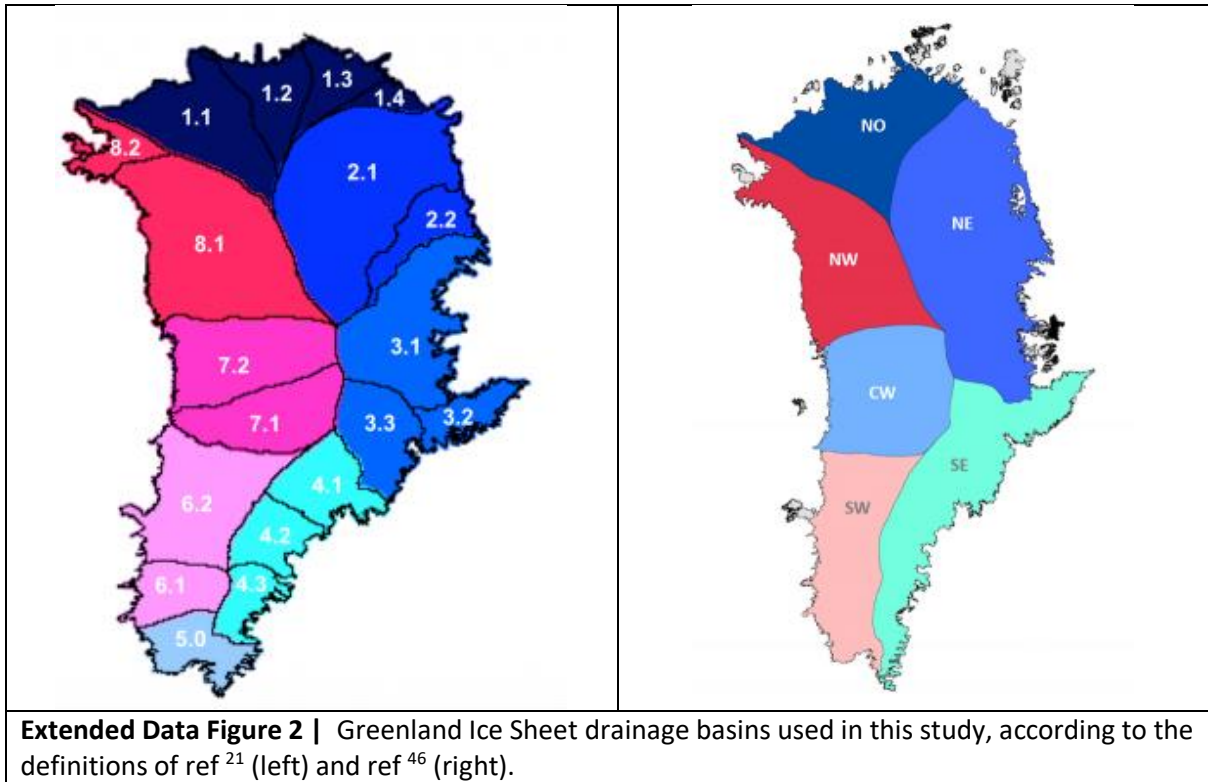 1.1
1.2
1.3
1.4
8.2
2.1
2.2
8.1
3.1
7.2
7.1
3.3
3.2
6.2
4.1
4.2
6.1
4.3
5.0
NO
NE
NW
CW
SE
SW
Extended Data Figure 2 | Greenland Ice Sheet drainage basins used in this study, according to the
definitions of ref 21 (left) and ref 46 (right).